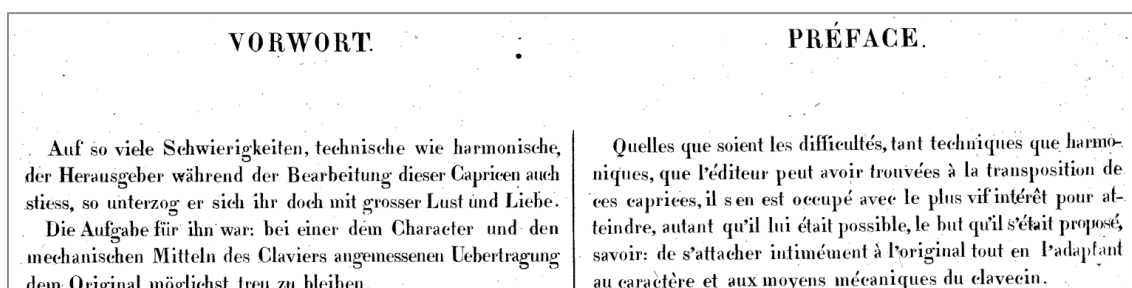 VORWORT.
Auf so viele Schwierigkeiten, technische wie harmonische,
der Herausgeber während der Bearbeitung dieser Capricen auch
stiess, so unterzog er sich ihr doch mit grosser Lust und Liebe.
Die Aufgabe für ihn war: bei einer dem Character und den
mechanischen Mitteln des Claviers angemessenen Uebertragung
dem Original möglichst treu zu bleiben.
PRÉFACE.
Quelles que soient les difficultés, tant techniques que harmo-
niques, que l'éditeur peut avoir trouvées à la transposition de
ces caprices, il s'en est occupé avec le plus vif intérêt pour at-
teindre, autant qu'il lui était possible, le but qu'il s'était proposé,
savoir: de s'attacher intimément à l'original tout en l'adaptant
au caractère et aux moyens mécaniques du clavecin.